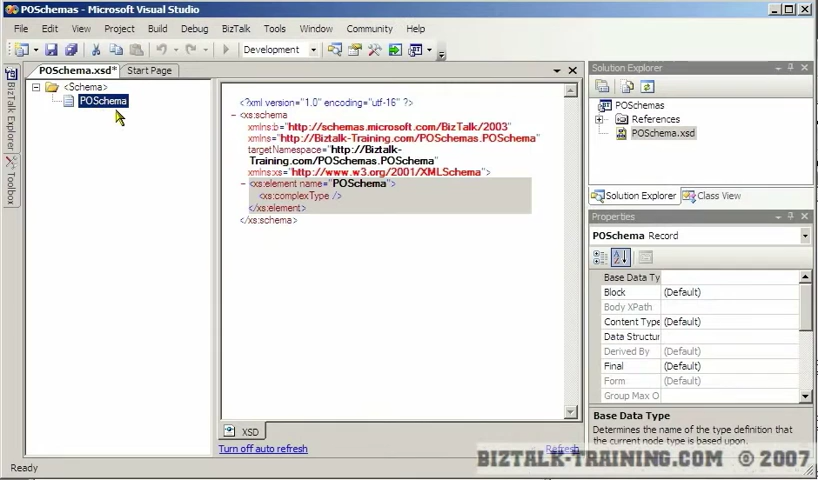 POSchemas - Microsoft Visual Studio
File Edit View Project Build Debug BizTalk Tools Window Community Help
Development
POSchema.xsd* Start Page
BizTalk Explorer
Toolbox
<Schema>
POSchema
<?xml version="1.0" encoding="utf-16" ?>
<xs:schema
xmlns:b="http://schemas.microsoft.com/BizTalk/2003"
xmlns="http://Biztalk-Training.com/POSchemas.POSchema"
targetNamespace="http://Biztalk-
Training.com/POSchemas.POSchema"
xmlns:xs="http://www.w3.org/2001/XMLSchema">
- <xs:element name="POSchema">
<xs:complexType />
</xs:element>
</xs:schema>
XSD
Turn off auto refresh
Refresh
Solution Explorer
POSchemas
References
POSchema.xsd
Solution Explorer Class View
Properties
POSchema Record
Base Data Ty
Block (Default)
Body XPath
Content Type (Default)
Data Structur
Derived By (Default)
Final (Default)
Form (Default)
Group Max O
Base Data Type
Determines the name of the type definition that
the current node type is based upon.
BIZTALK-TRAINING.COM © 2007
Ready